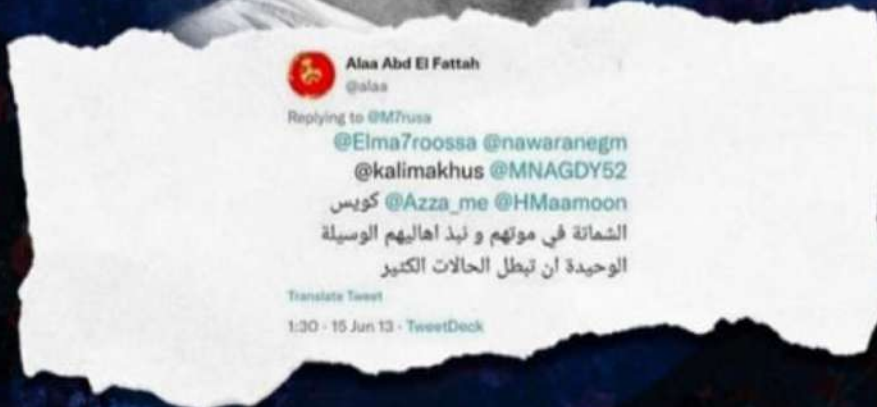 Alaa Abd El Fattah
@alaa
Replying to @M7rusa
@Elma7roossa @nawaranegm
@kalimakhus @MNAGDY52
@Azza_me @HMaamoon كويس
الشماتة في موتهم و نبذ اهاليهم الوسيلة
الوحيدة ان تبطل الحالات الكتير
Translate Tweet
1:30 · 15 Jun 13 · TweetDeck